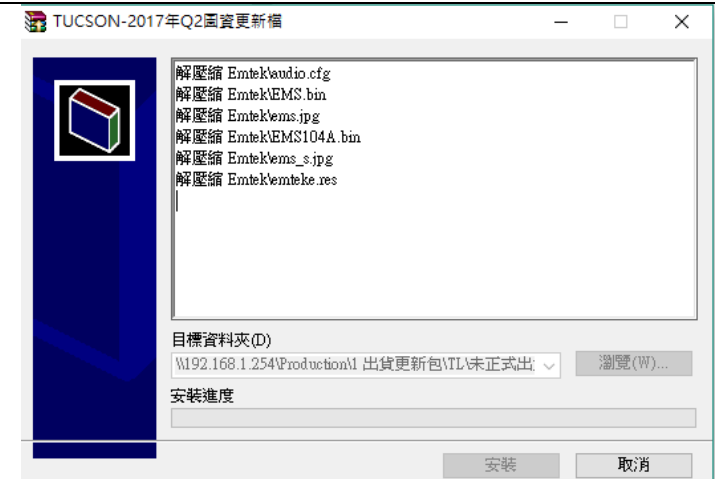 TUCSON-2017年Q2圖資更新檔
解壓縮 Emtek\audio.cfg
解壓縮 Emtek\EMS.bin
解壓縮 Emtek\ems.jpg
解壓縮 Emtek\EMS104A.bin
解壓縮 Emtek\ems_s.jpg
解壓縮 Emtek\emteke.res
目標資料夾(D)
\\192.168.1.254\Production\1 出貨更新包\TL\未正式出
瀏覽(W)...
安裝進度
安裝
取消